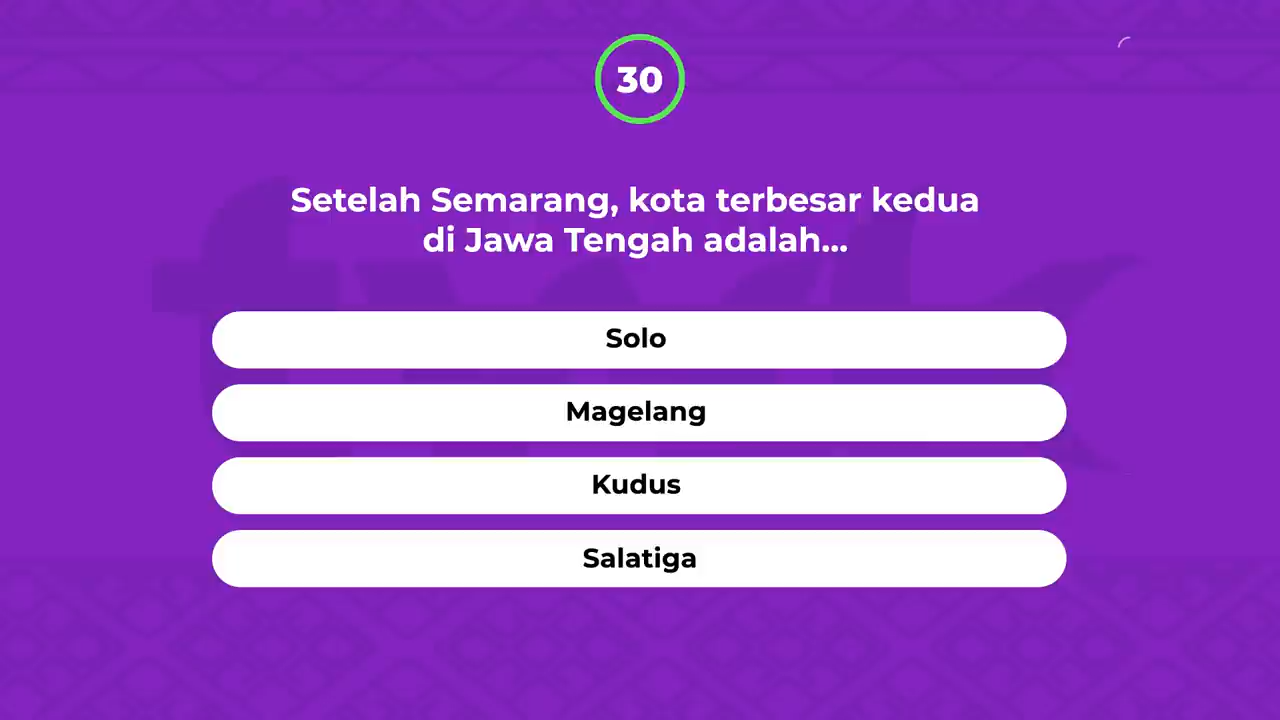 30
Setelah Semarang, kota terbesar kedua
di Jawa Tengah adalah...
Solo
Magelang
Kudus
Salatiga